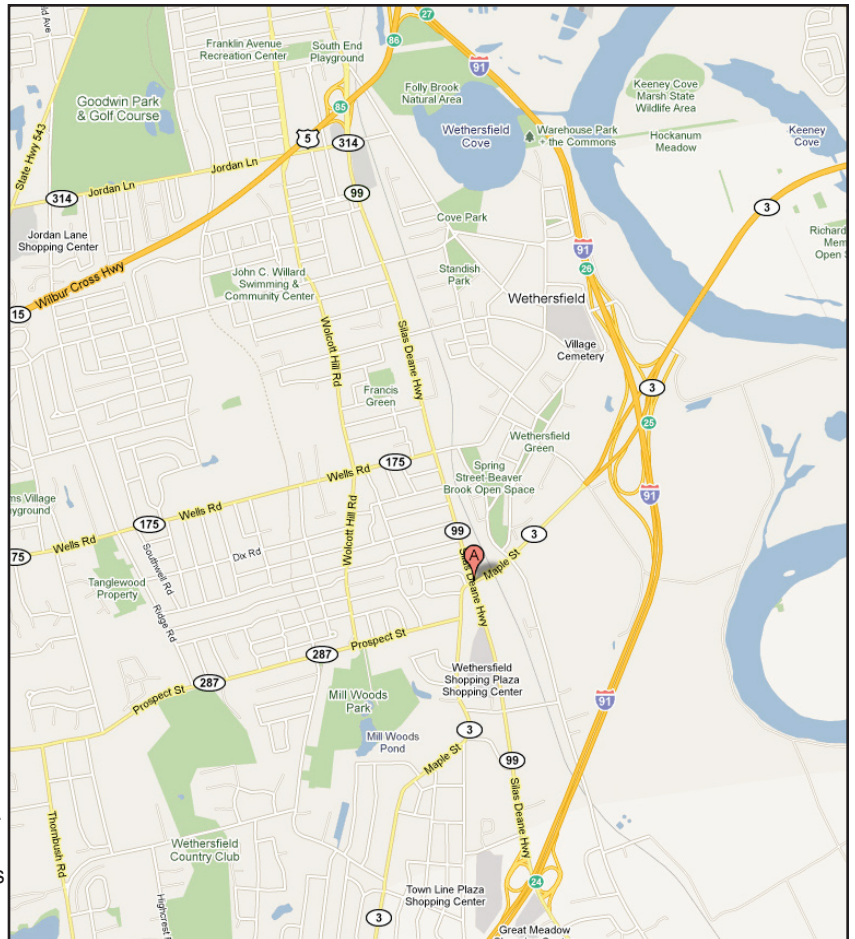 27
86
Franklin Avenue
Recreation Center
South End
Playground
91
Folly Brook
Natural Area
Keeney Cove
Marsh State
Wildlife Area
Goodwin Park
& Golf Course
85
Wethersfield
Cove
Warehouse Park
+ the Commons
Hockanum
Meadow
Keeney
Cove
State Hwy 543
5
314
Jordan Ln
314
Jordan Ln
99
3
Jordan Lane
Shopping Center
Cove Park
Richard
Mem
Open S
91
26
Wilbur Cross Hwy
John C. Willard
Swimming &
Community Center
Standish
Park
Wethersfield
15
Wolcott Hill Rd
Silas Deane Hwy
Village
Cemetery
3
Francis
Green
25
Wethersfield
Green
175
Wells Rd
Spring
Street-Beaver
Brook Open Space
91
ms Village
yground
Wells Rd
175
Wolcott Hill Rd
99
3
75
Wells Rd
Dix Rd
A
Silas Deane Hwy
Maple St
Southwell Rd
Tanglewood
Property
Ridge Rd
Prospect St
287
Wethersfield
Shopping Plaza
Shopping Center
287
Prospect St
Mill Woods
Park
91
3
Mill Woods
Pond
Maple St
99
Silas Deane Hwy
Thornbush Rd
Wethersfield
Country Club
s
24
Town Line Plaza
Shopping Center
Highcrest
3
Great Meadow